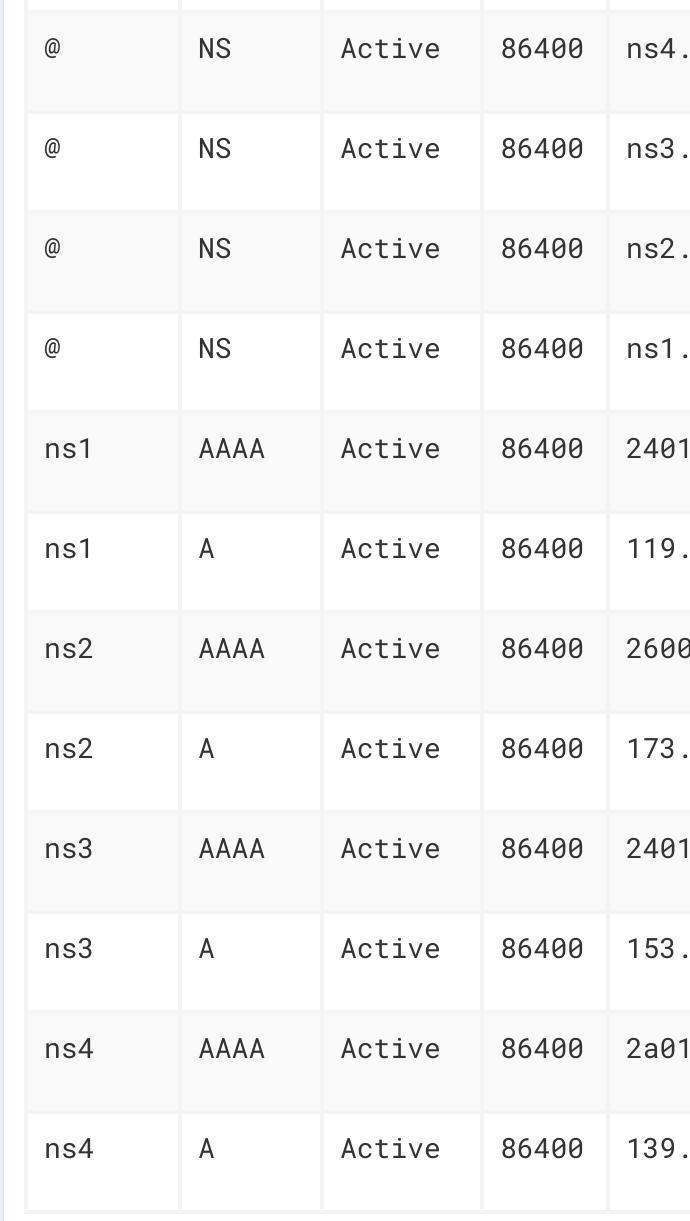 @ NS Active 86400 ns4.
@ NS Active 86400 ns3.
@ NS Active 86400 ns2.
@ NS Active 86400 ns1.
ns1 AAAA Active 86400 2401
ns1 A Active 86400 119.
ns2 AAAA Active 86400 2600
ns2 A Active 86400 173.
ns3 AAAA Active 86400 2401
ns3 A Active 86400 153.
ns4 AAAA Active 86400 2a01
ns4 A Active 86400 139.